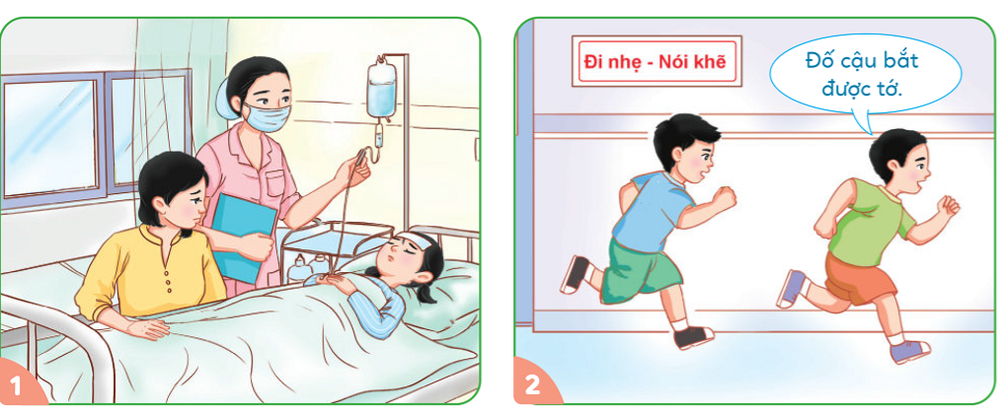 1
Đi nhẹ - Nói khẽ
Đố cậu bắt
được tớ.
2